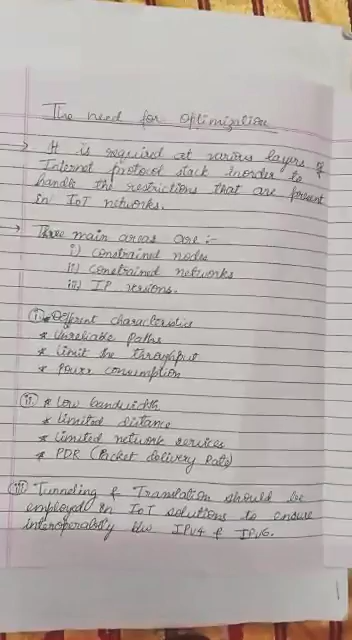 The need for Optimization
→ It is required at various layers of
Internet protocol stack inorder to
handle the restrictions that are present
in IoT networks.
→ Three main areas are :-
i) constrained nodes
ii) constrained networks
iii) IP versions.
(i) * Different characteristics
* Unreliable paths
* limit the throughput
* power consumption
(ii) * Low bandwidth
* limited distance
* limited network services
* PDR (Packet delivery Rate)
(iii) Tunneling & Translation should be
employed in IoT solutions to ensure
interoperability b/w IPv4 & IPv6.